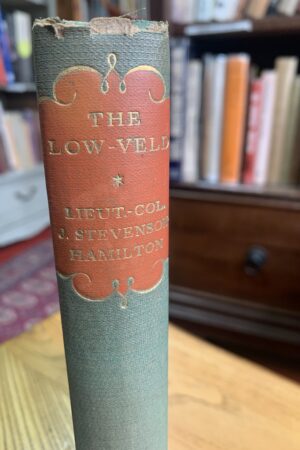 THE
LOW-VELD
LIEUT.-COL.
J. STEVENSON
HAMILTON